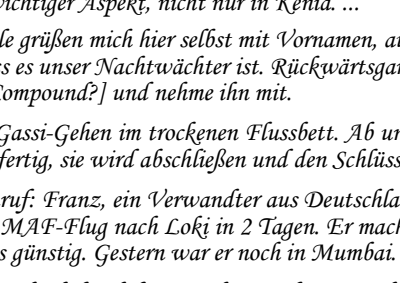 wichtiger Aspekt, nicht nur in Kenia. ...
le grüßen mich hier selbst mit Vornamen, a
ss es unser Nachtwächter ist. Rückwärtsga
Compound?] und nehme ihn mit.
Gassi-Gehen im trockenen Flussbett. Ab un
fertig, sie wird abschließen und den Schlüss
ruf: Franz, ein Verwandter aus Deutschla
MAF-Flug nach Loki in 2 Tagen. Er mach
s günstig. Gestern war er noch in Mumbai.